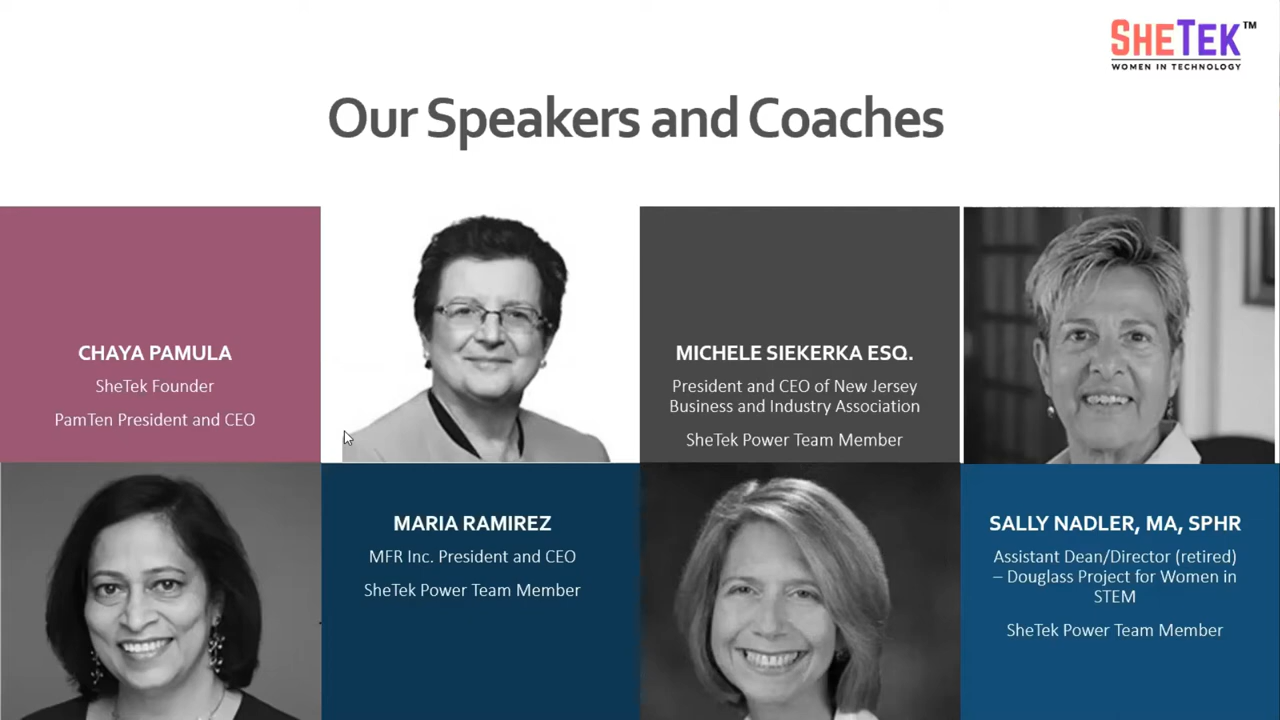 SHETEK™
WOMEN IN TECHNOLOGY
Our Speakers and Coaches
CHAYA PAMULA
SheTek Founder
PamTen President and CEO
MICHELE SIEKERKA ESQ.
President and CEO of New Jersey
Business and Industry Association
SheTek Power Team Member
MARIA RAMIREZ
MFR Inc. President and CEO
SheTek Power Team Member
SALLY NADLER, MA, SPHR
Assistant Dean/Director (retired)
– Douglass Project for Women in
STEM
SheTek Power Team Member